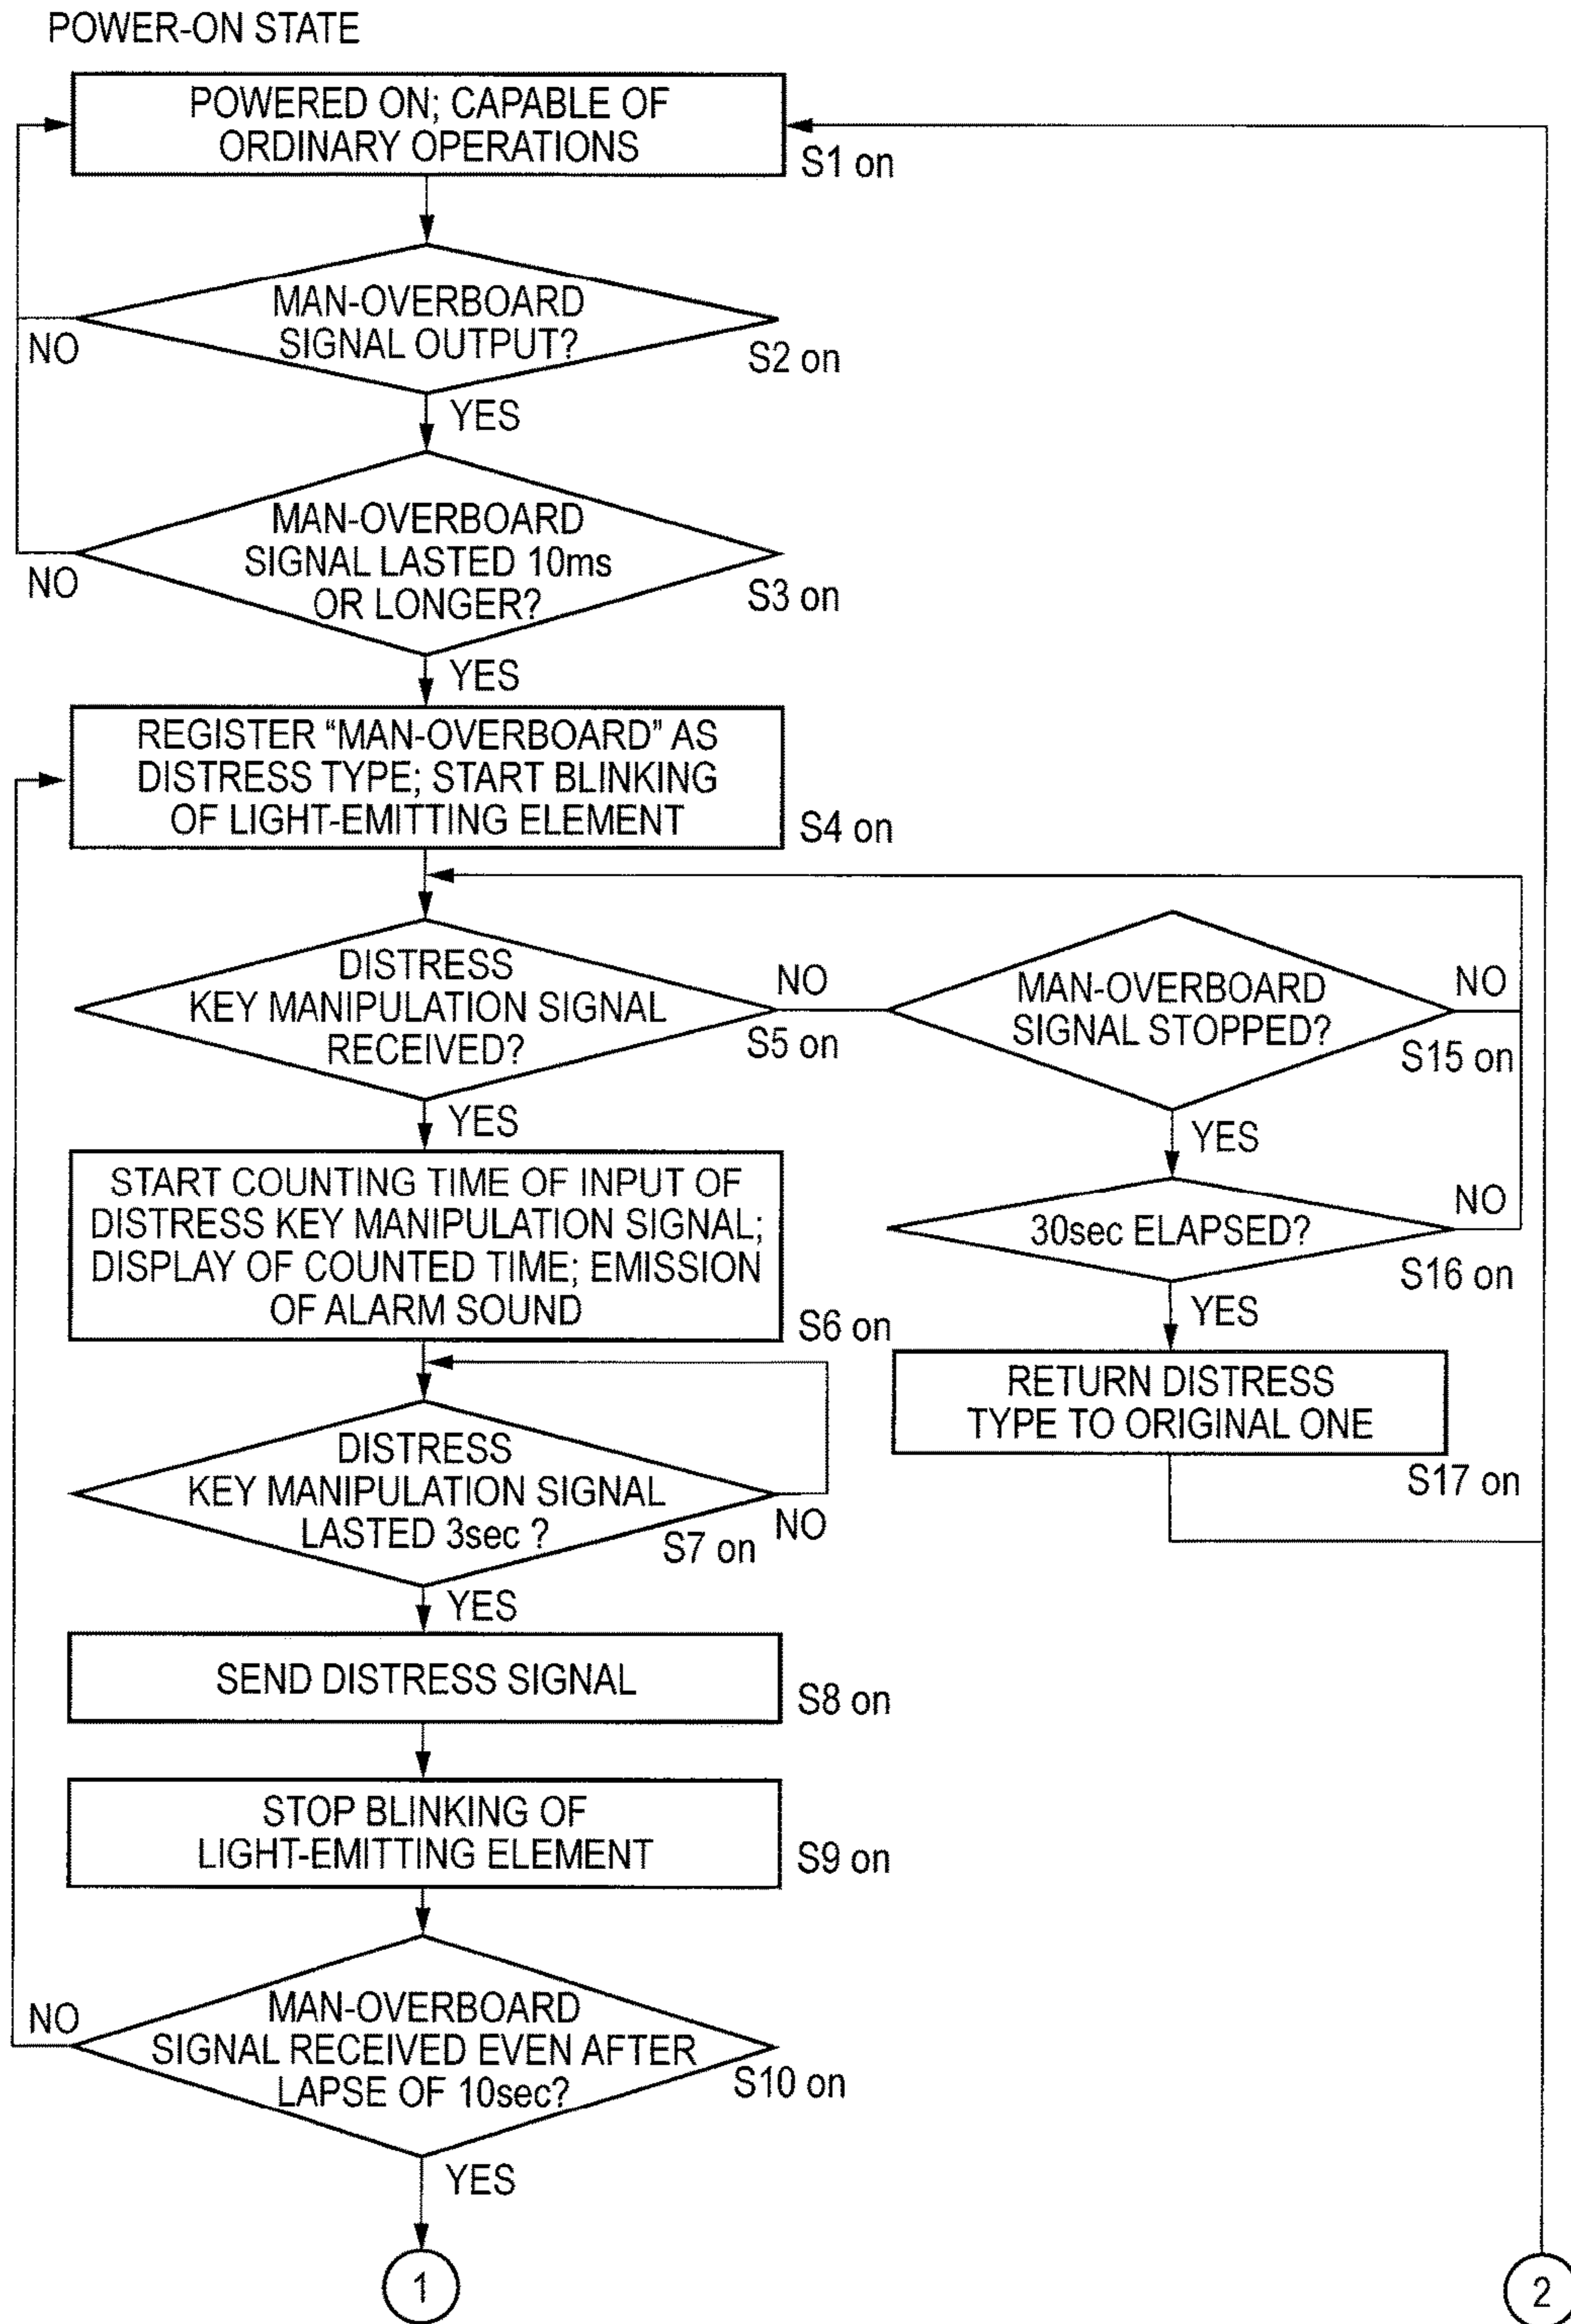 POWER-ON STATE
POWERED ON; CAPABLE OF
ORDINARY OPERATIONS
S1 on
MAN-OVERBOARD
SIGNAL OUTPUT?
NO
S2 on
YES
MAN-OVERBOARD
SIGNAL LASTED 10ms
OR LONGER?
NO
S3 on
YES
REGISTER “MAN-OVERBOARD” AS
DISTRESS TYPE; START BLINKING
OF LIGHT-EMITTING ELEMENT
S4 on
DISTRESS
KEY MANIPULATION SIGNAL
RECEIVED?
NO
S5 on
YES
MAN-OVERBOARD
SIGNAL STOPPED?
NO
S15 on
YES
START COUNTING TIME OF INPUT OF
DISTRESS KEY MANIPULATION SIGNAL;
DISPLAY OF COUNTED TIME; EMISSION
OF ALARM SOUND
S6 on
30sec ELAPSED?
NO
S16 on
YES
RETURN DISTRESS
TYPE TO ORIGINAL ONE
S17 on
DISTRESS
KEY MANIPULATION SIGNAL
LASTED 3sec ?
S7 on
NO
YES
SEND DISTRESS SIGNAL
S8 on
STOP BLINKING OF
LIGHT-EMITTING ELEMENT
S9 on
MAN-OVERBOARD
SIGNAL RECEIVED EVEN AFTER
LAPSE OF 10sec?
NO
S10 on
YES
1
2